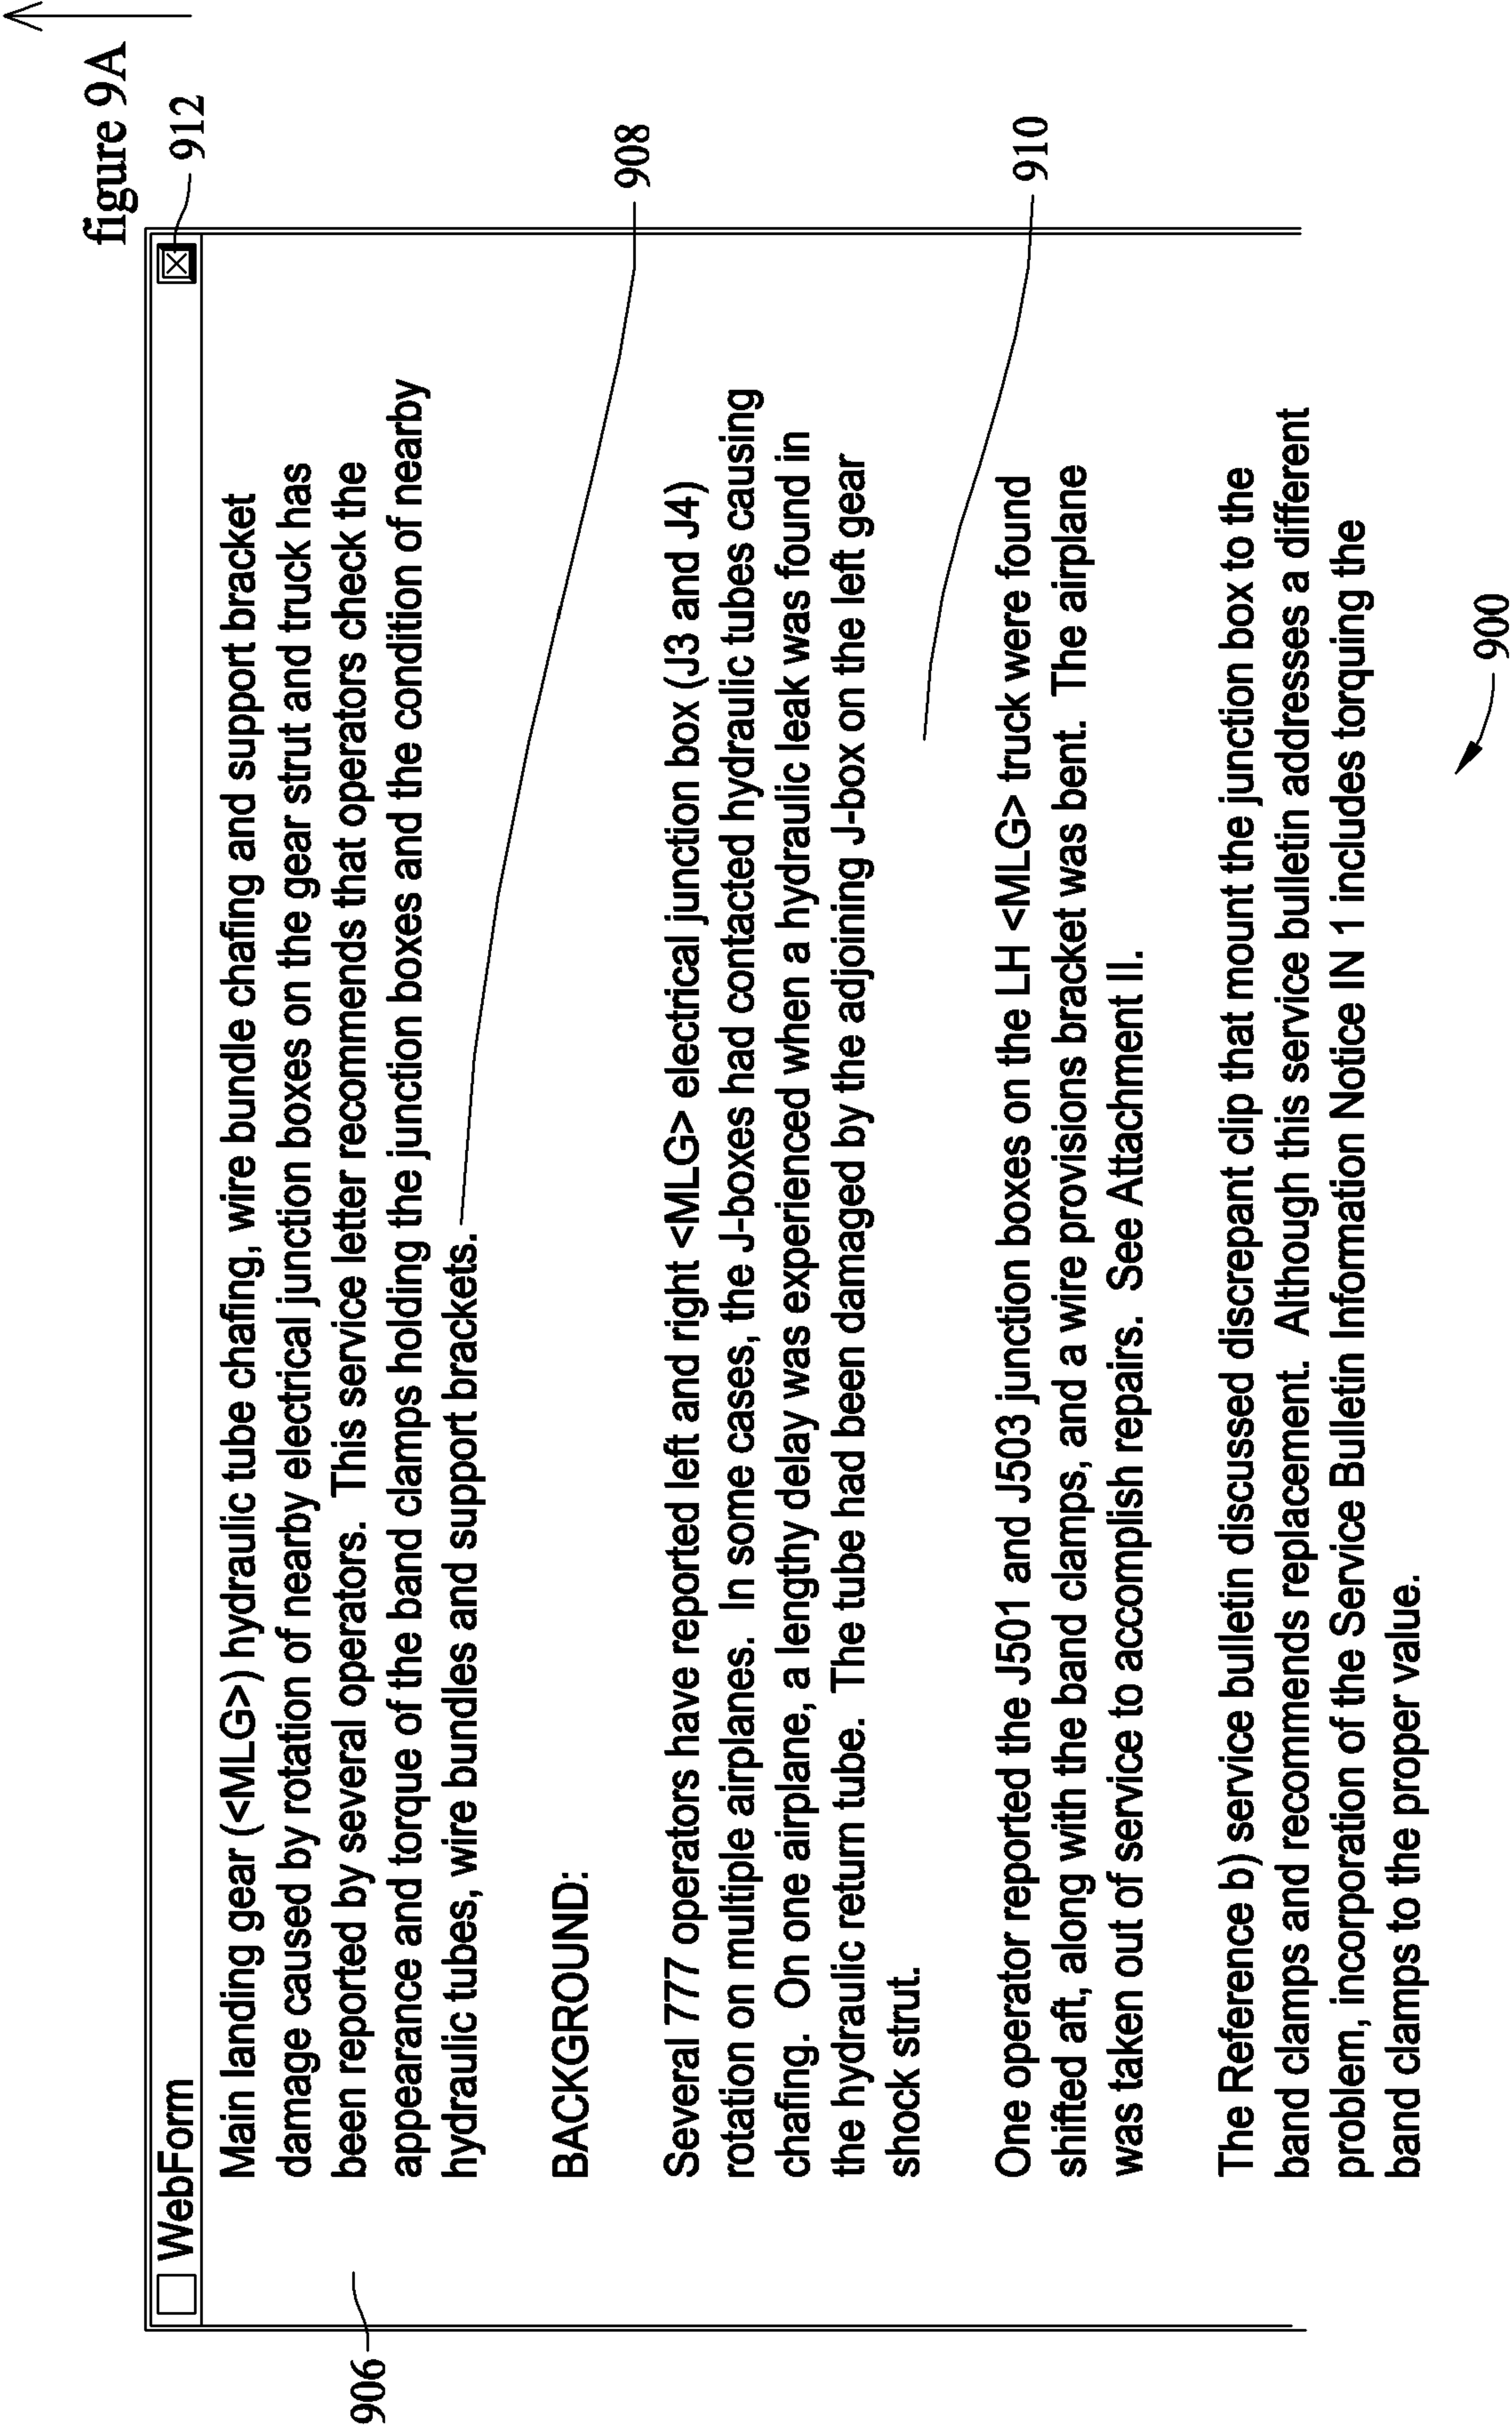 figure 9A
912
WebForm
906
Main landing gear (<MLG>) hydraulic tube chafing, wire bundle chafing and support bracket
damage caused by rotation of nearby electrical junction boxes on the gear strut and truck has
been reported by several operators.  This service letter recommends that operators check the
appearance and torque of the band clamps holding the junction boxes and the condition of nearby
hydraulic tubes, wire bundles and support brackets.
908
BACKGROUND:
Several 777 operators have reported left and right <MLG> electrical junction box (J3 and J4)
rotation on multiple airplanes.  In some cases, the J-boxes had contacted hydraulic tubes causing
chafing.  On one airplane, a lengthy delay was experienced when a hydraulic leak was found in
the hydraulic return tube.  The tube had been damaged by the adjoining J-box on the left gear
shock strut.
910
One operator reported the J501 and J503 junction boxes on the LH <MLG> truck were found
shifted aft, along with the band clamps, and a wire provisions bracket was bent.  The airplane
was taken out of service to accomplish repairs.  See Attachment II.
The Reference b) service bulletin discussed discrepant clip that mount the junction box to the
band clamps and recommends replacement.  Although this service bulletin addresses a different
problem, incorporation of the Service Bulletin Information Notice IN 1 includes torquing the
band clamps to the proper value.
900